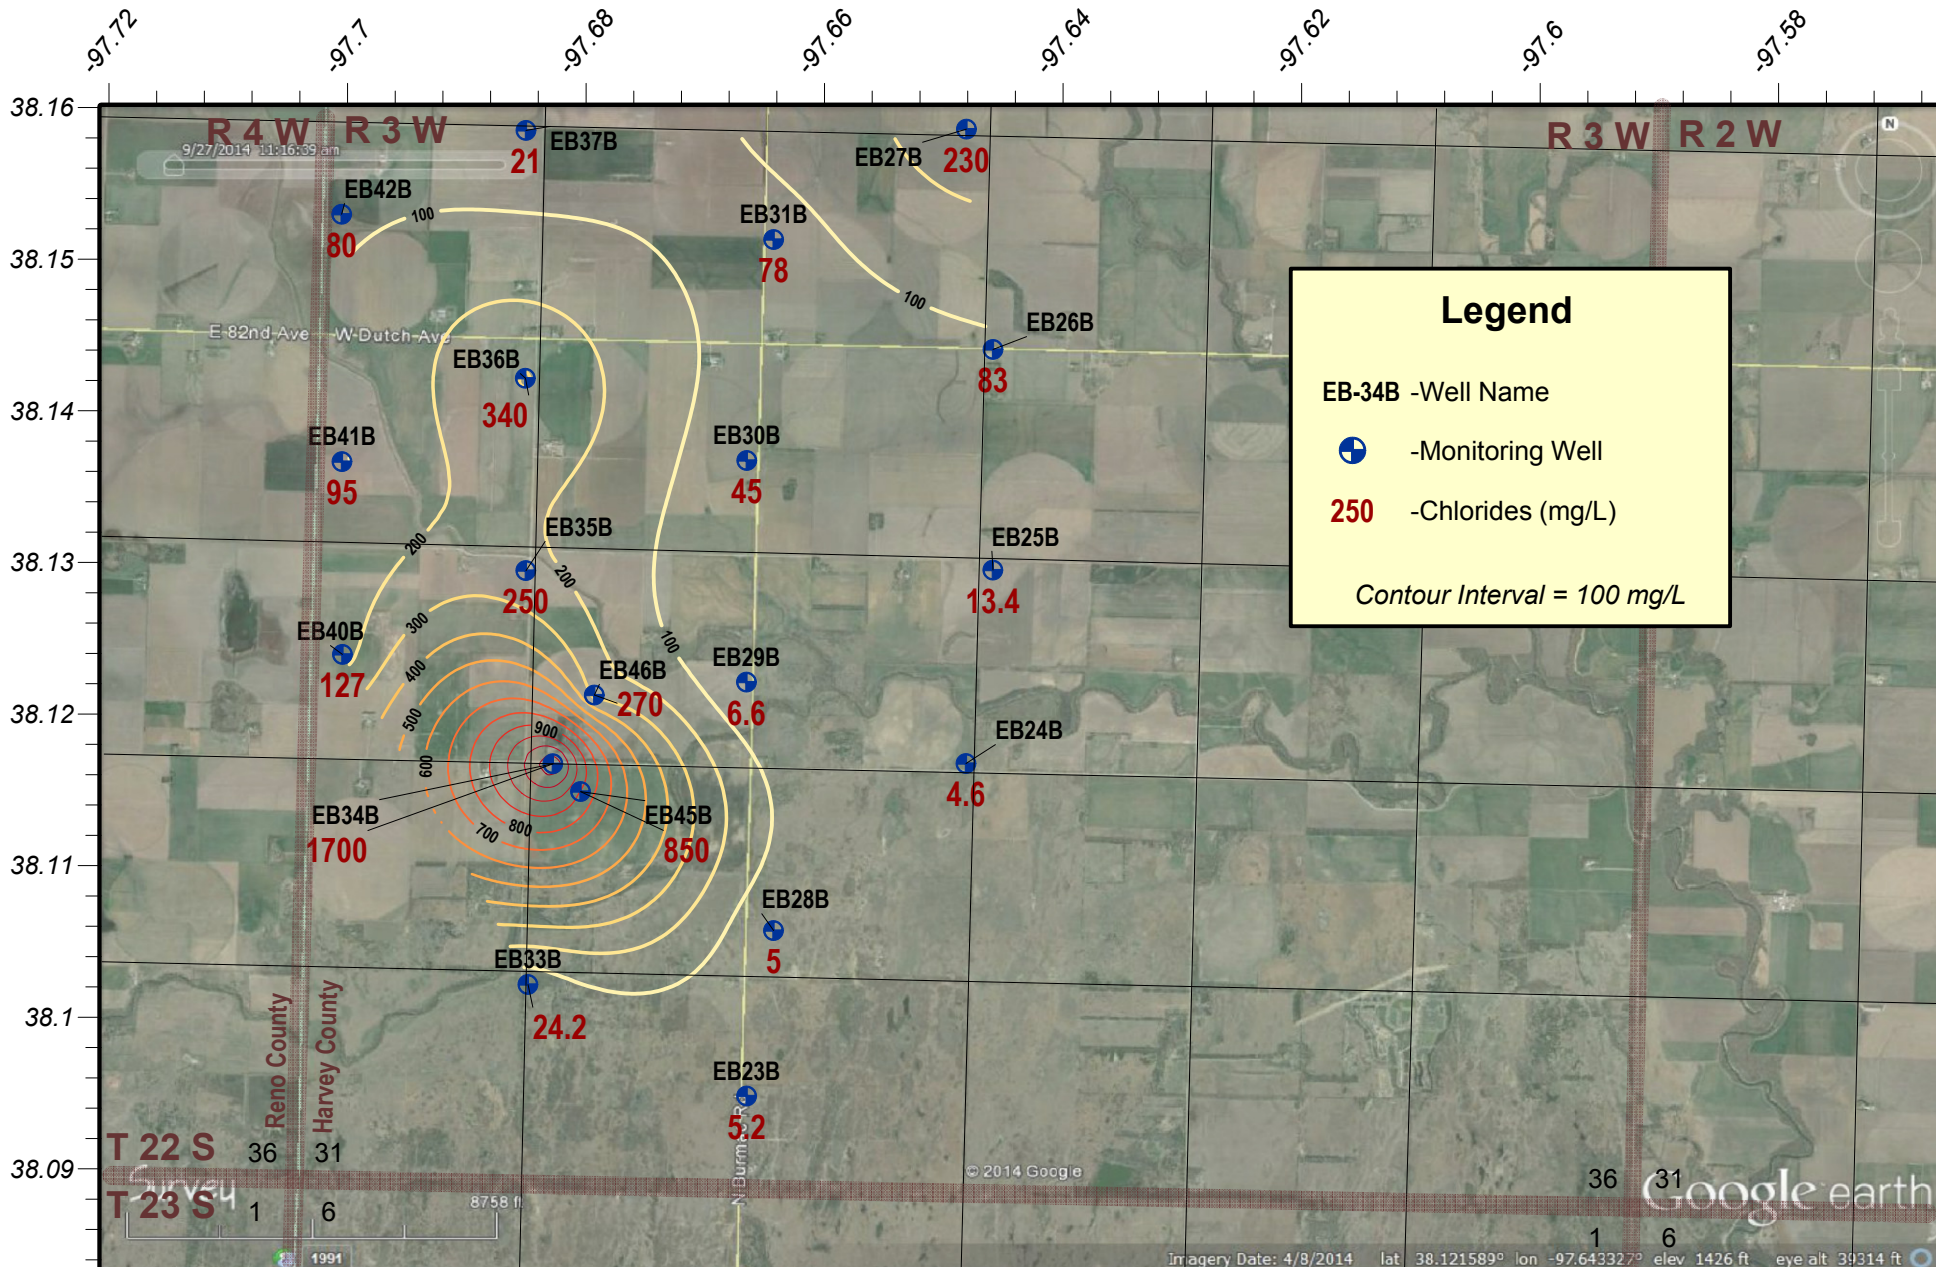 -97.72
-97.7
-97.68
-97.66
-97.64
-97.62
-97.6
-97.58
38.16
38.15
38.14
38.13
38.12
38.11
38.1
38.09
R 4 W R 3 W
R 3 W R 2 W
N
9/27/2014 11:16:39 am
EB37B
21
EB27B
230
EB42B
80
100
EB31B
78
100
EB26B
83
E 82nd Ave W Dutch Ave
EB36B
340
EB41B
95
EB30B
45
200
EB35B
250
200
EB25B
13.4
EB40B
127
300
400
500
600
100
EB46B
270
EB29B
6.6
900
EB24B
4.6
EB34B
1700
700
800
EB45B
850
EB28B
5
EB33B
24.2
EB23B
5.2
Legend
EB-34B -Well Name
-Monitoring Well
250 -Chlorides (mg/L)
Contour Interval = 100 mg/L
Reno County
Harvey County
T 22 S 36 31
T 23 S 1 6
Survey
8758 ft
1991
© 2014 Google
36 31
1 6
Google earth
Imagery Date: 4/8/2014 lat 38.121589° lon -97.643327° elev 1426 ft eye alt 39314 ft